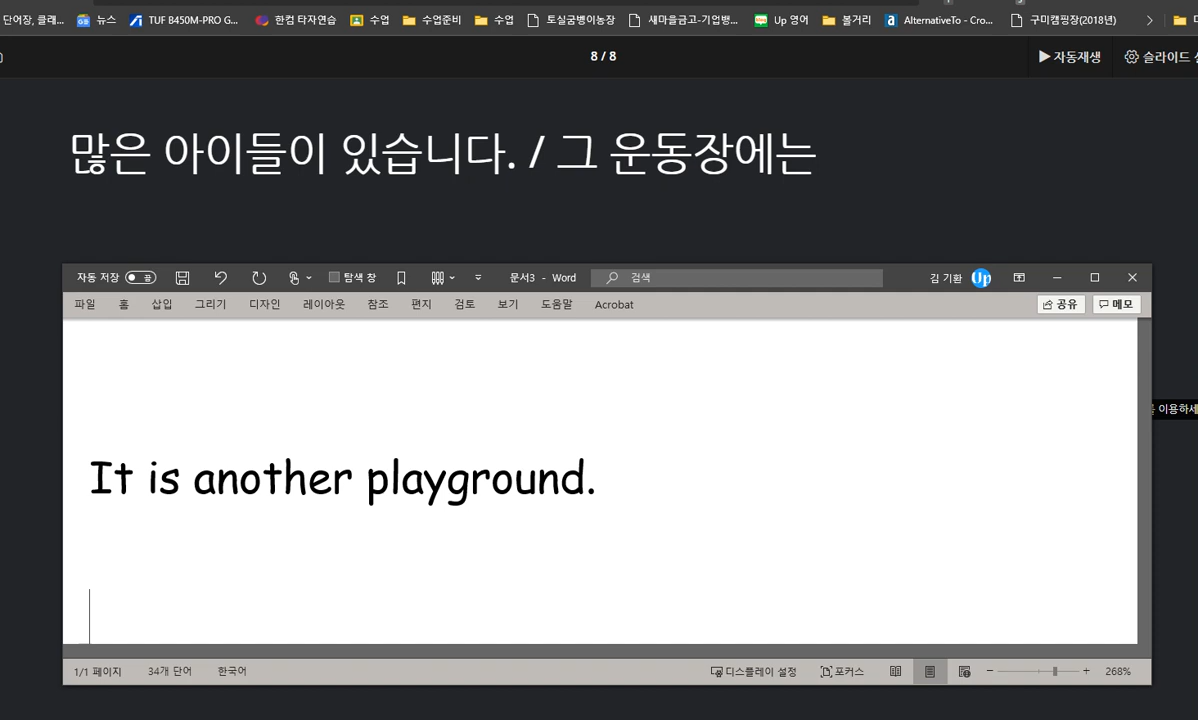 단어장, 클래...
뉴스
TUF B450M-PRO G...
한컴 타자연습
수업
수업준비
수업
토실굼벵이농장
새마을금고-기업뱅...
Up 영어
볼거리
AlternativeTo - Cro...
구미캠핑장(2018년)
8 / 8
자동재생
슬라이드
많은 아이들이 있습니다. / 그 운동장에는
자동 저장
끔
탐색 창
문서3 - Word
검색
김 기환
Up
파일
홈
삽입
그리기
디자인
레이아웃
참조
편지
검토
보기
도움말
Acrobat
공유
메모
이용하세
It is another playground.
1/1 페이지
34개 단어
한국어
디스플레이 설정
포커스
268%